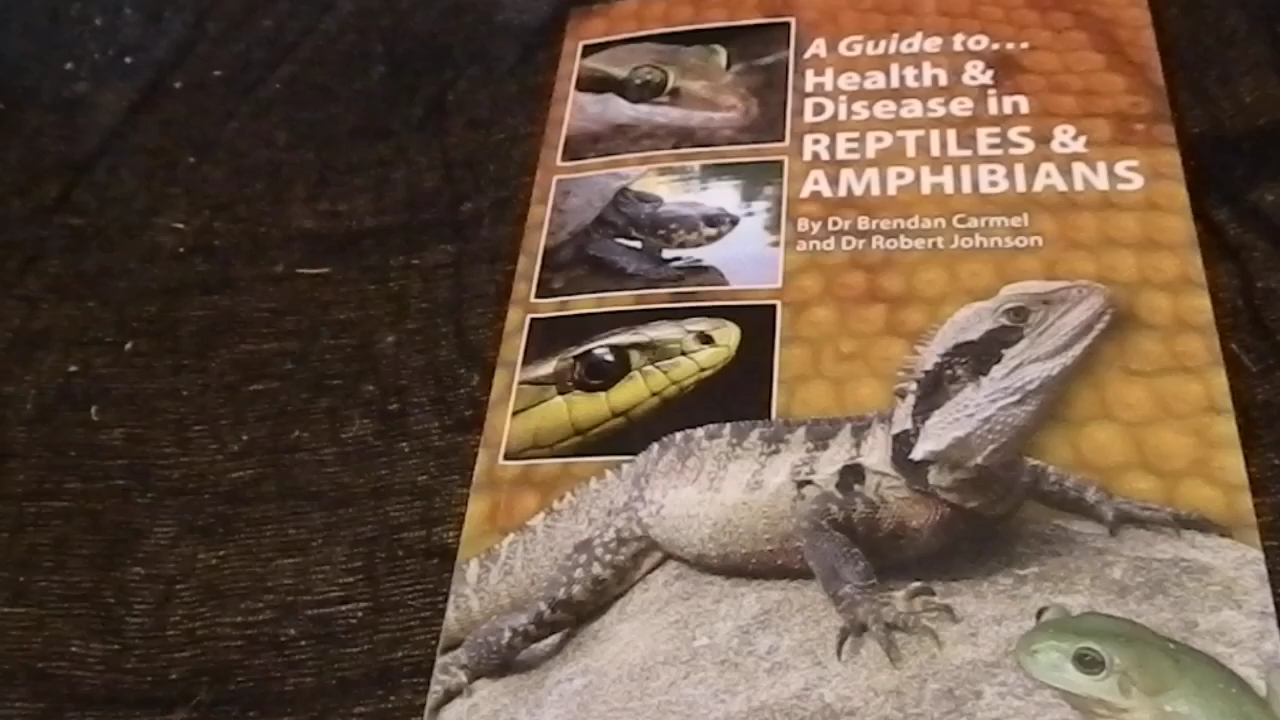 A Guide to...
Health &
Disease in
REPTILES &
AMPHIBIANS
By Dr Brendan Carmel
and Dr Robert Johnson